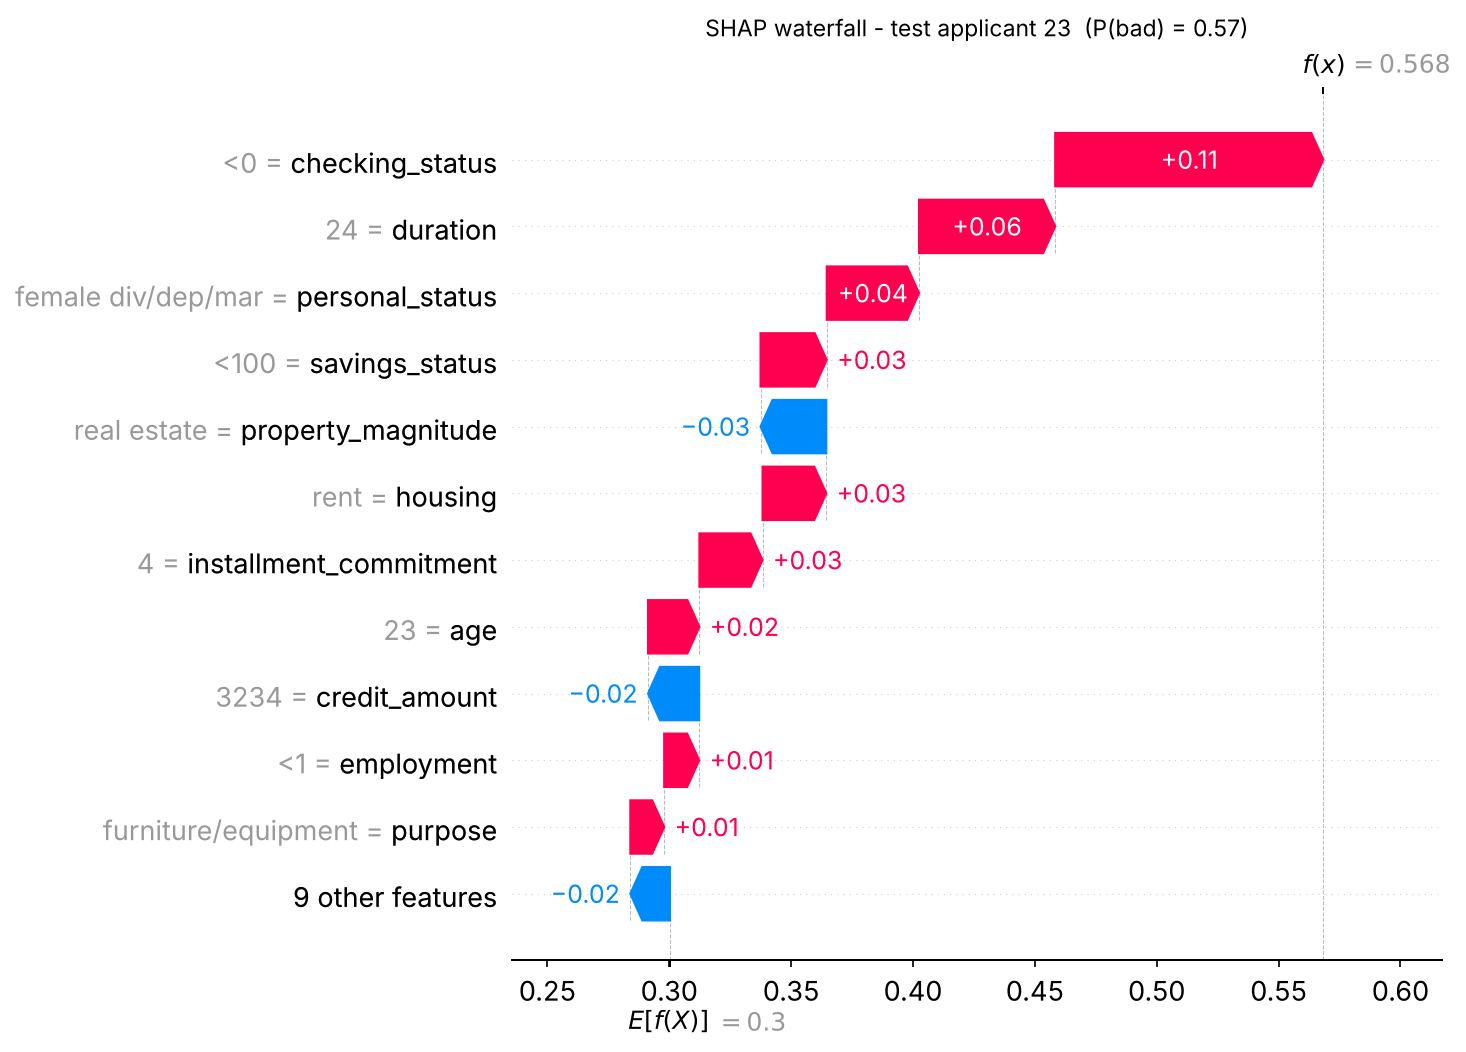 SHAP waterfall - test applicant 23  (P(bad) = 0.57)
f(x) = 0.568
<0 = checking_status +0.11
24 = duration +0.06
female div/dep/mar = personal_status +0.04
<100 = savings_status +0.03
real estate = property_magnitude −0.03
rent = housing +0.03
4 = installment_commitment +0.03
23 = age +0.02
3234 = credit_amount −0.02
<1 = employment +0.01
furniture/equipment = purpose +0.01
9 other features −0.02
0.25 0.30 0.35 0.40 0.45 0.50 0.55 0.60
E[f(X)] = 0.3